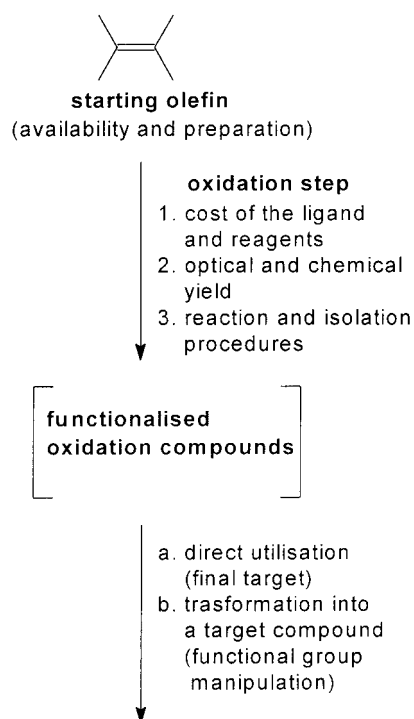 starting olefin
(availability and preparation)
oxidation step
1. cost of the ligand
and reagents
2. optical and chemical
yield
3. reaction and isolation
procedures
functionalised
oxidation compounds
a. direct utilisation
(final target)
b. trasformation into
a target compound
(functional group
manipulation)